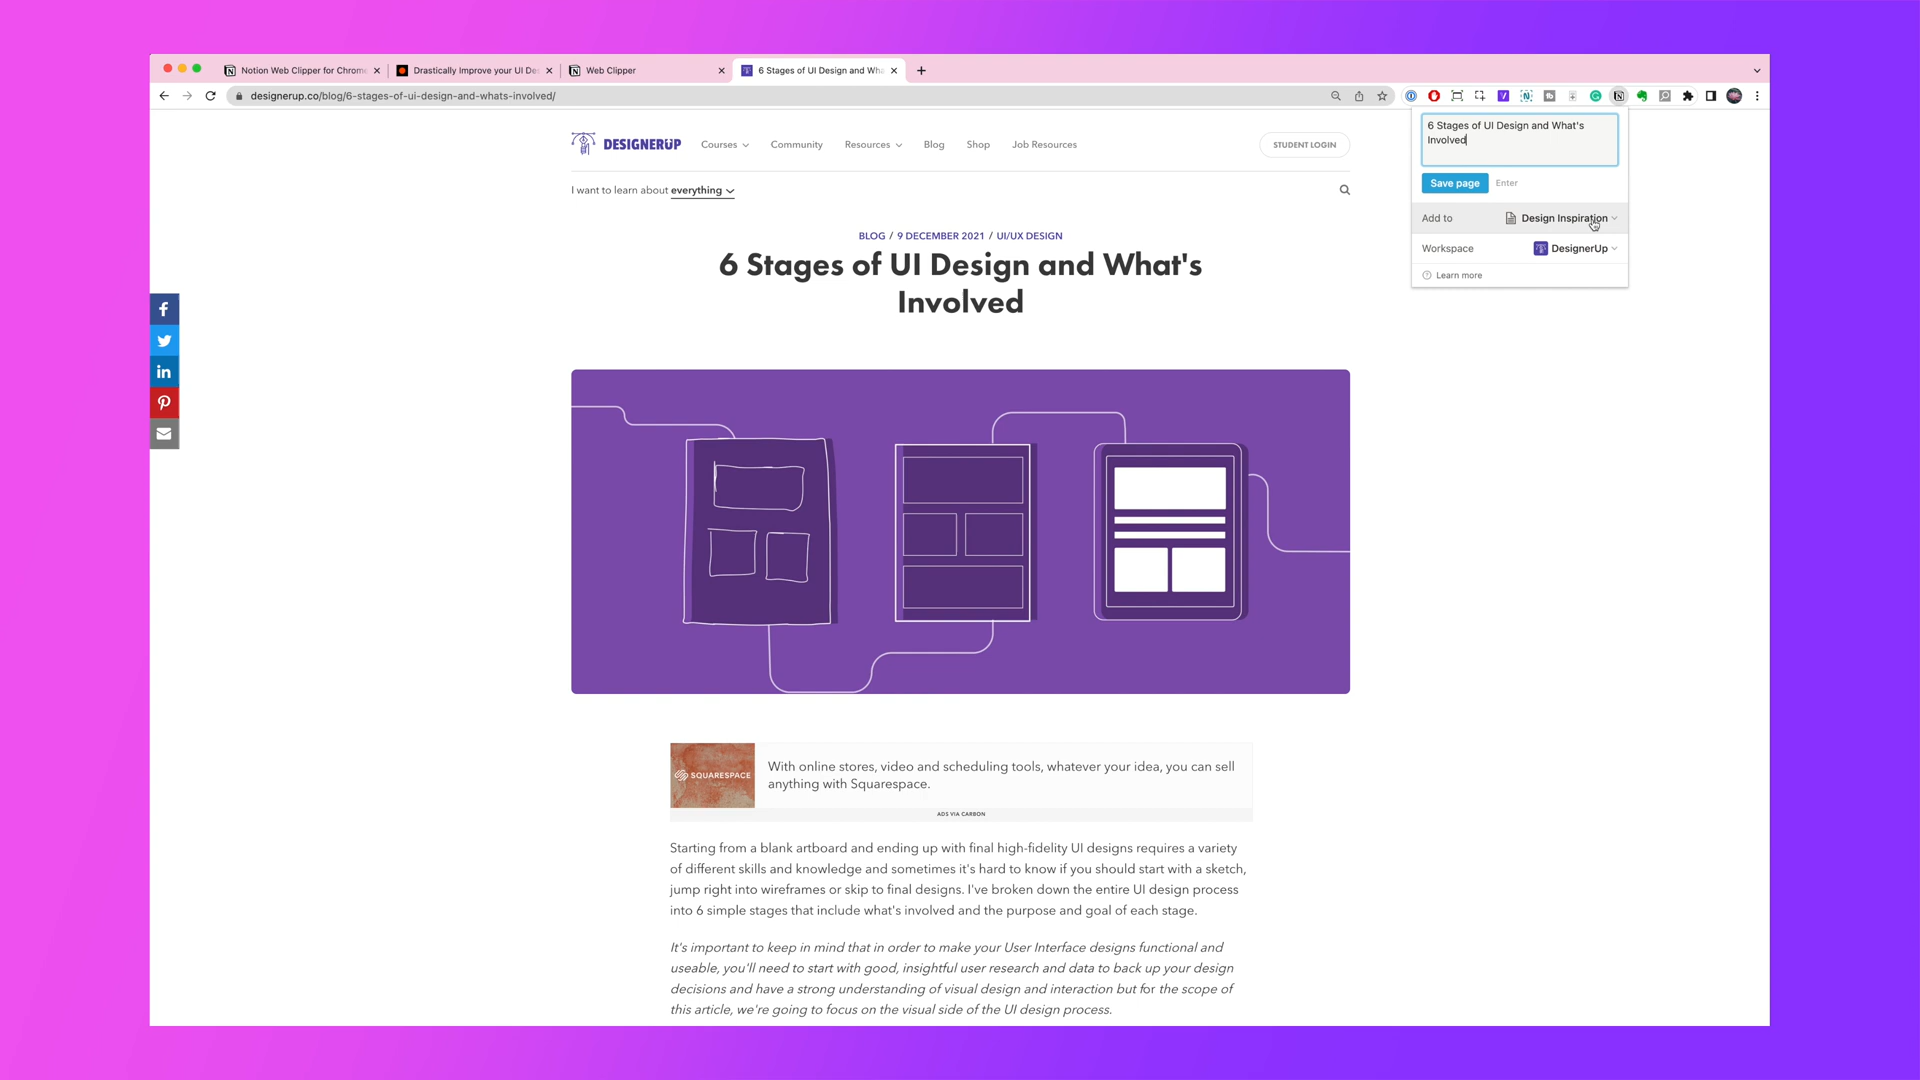 Notion Web Clipper for Chrom
Drastically Improve your UI De
Web Clipper
6 Stages of UI Design and Wha
designerup.co/blog/6-stages-of-ui-design-and-whats-involved/
6 Stages of UI Design and What's
Involved
Save page Enter
Add to Design Inspiration
Workspace DesignerUp
Learn more
DESIGNERUP Courses Community Resources Blog Shop Job Resources STUDENT LOGIN
I want to learn about everything
BLOG / 9 DECEMBER 2021 / UI/UX DESIGN
6 Stages of UI Design and What's
Involved
SQUARESPACE
With online stores, video and scheduling tools, whatever your idea, you can sell
anything with Squarespace.
ADS VIA CARBON
Starting from a blank artboard and ending up with final high-fidelity UI designs requires a variety
of different skills and knowledge and sometimes it's hard to know if you should start with a sketch,
jump right into wireframes or skip to final designs. I've broken down the entire UI design process
into 6 simple stages that include what's involved and the purpose and goal of each stage.
It's important to keep in mind that in order to make your User Interface designs functional and
useable, you'll need to start with good, insightful user research and data to back up your design
decisions and have a strong understanding of visual design and interaction but for the scope of
this article, we're going to focus on the visual side of the UI design process.